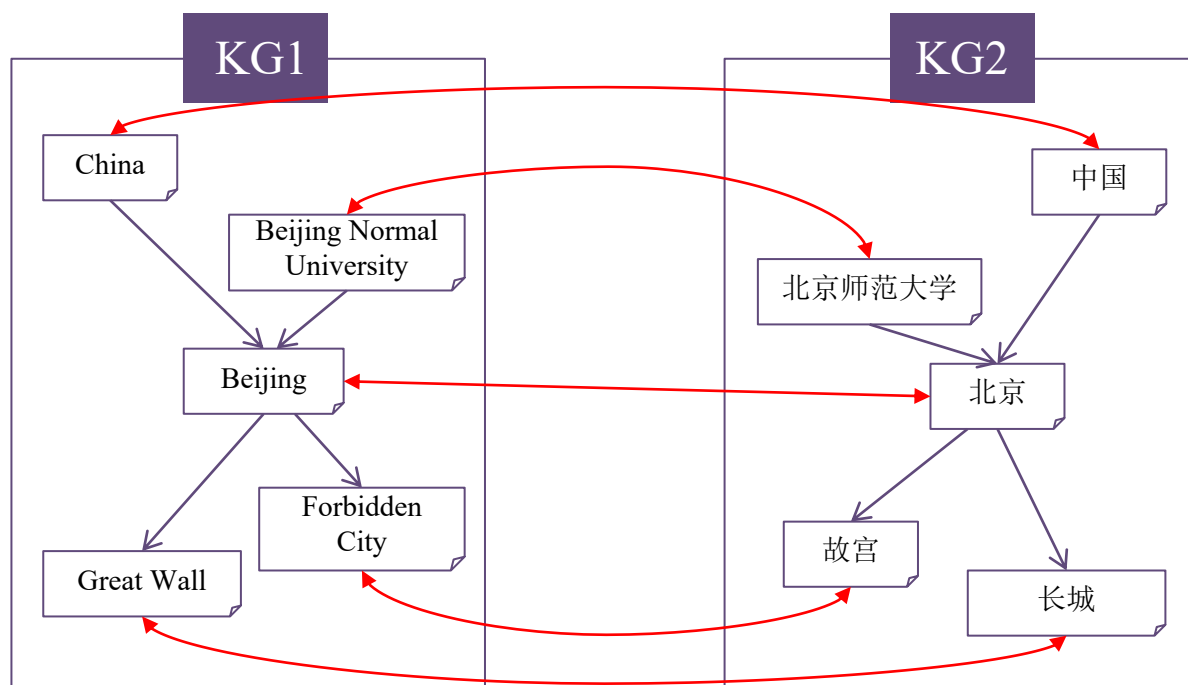 KG1
China
Beijing Normal
University
Beijing
Forbidden
City
Great Wall
KG2
中国
北京师范大学
北京
故宫
长城